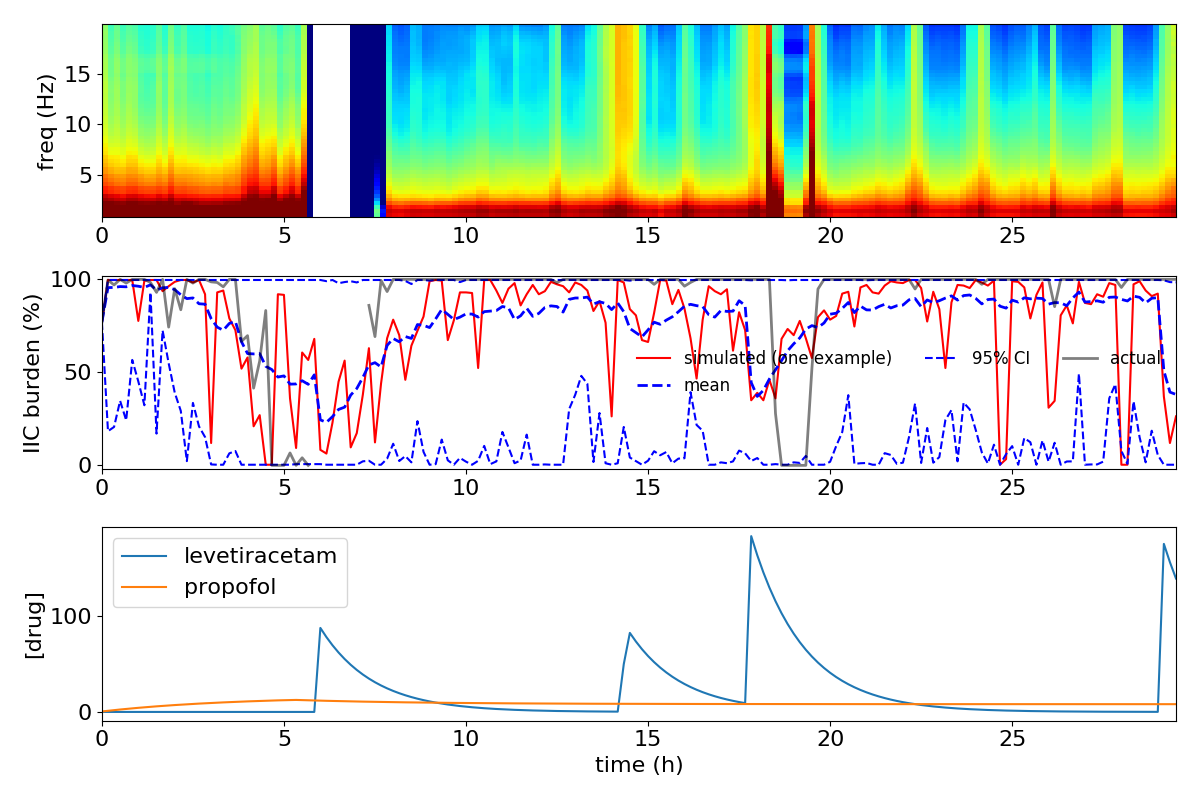 freq (Hz)
15
10
5
0 5 10 15 20 25
IIC burden (%)
100
50
0
simulated (one example) 95% CI actual
mean
0 5 10 15 20 25
[drug]
100
0
levetiracetam
propofol
0 5 10 15 20 25
time (h)